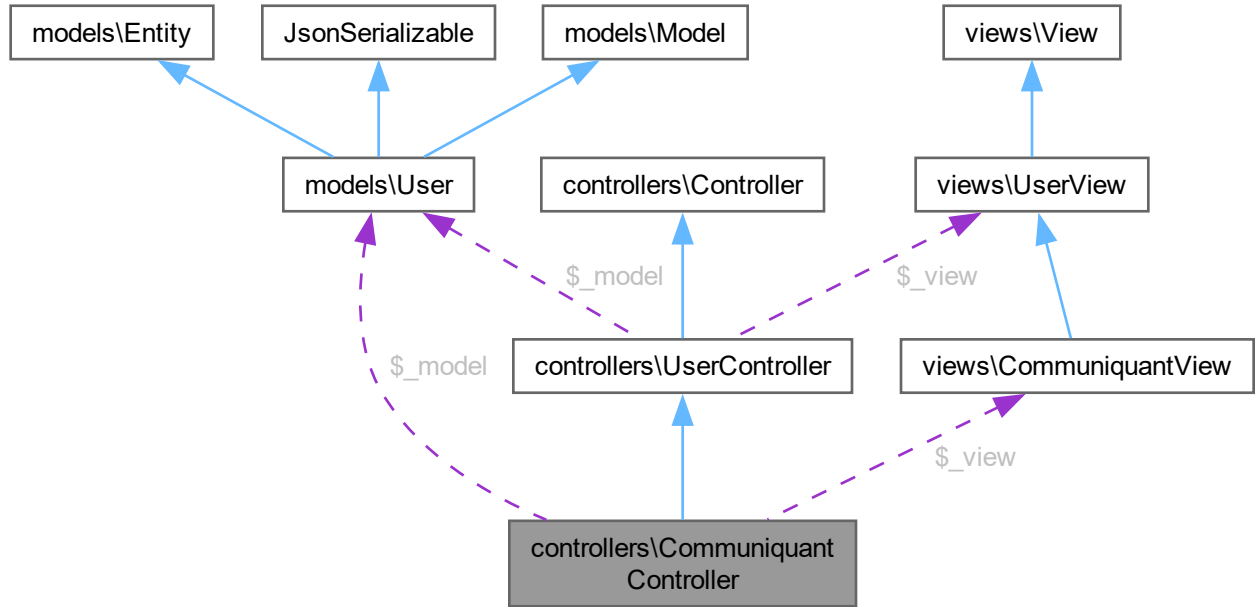 models\Entity
JsonSerializable
models\Model
views\View
models\User
controllers\Controller
views\UserView
$_model
$_view
$_model
controllers\UserController
views\CommuniquantView
$_view
controllers\Communiquant
Controller